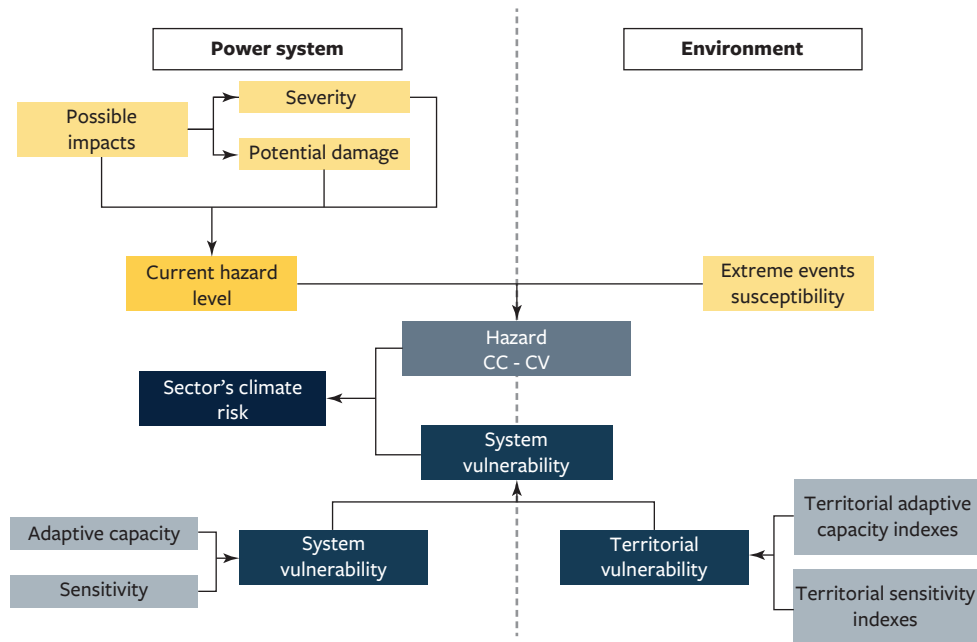 Power system
Environment
Severity
Possible
impacts
Potential damage
Current hazard
level
Extreme events
susceptibility
Hazard
CC - CV
Sector’s climate
risk
System
vulnerability
Adaptive capacity
Sensitivity
System
vulnerability
Territorial
vulnerability
Territorial adaptive
capacity indexes
Territorial sensitivity
indexes